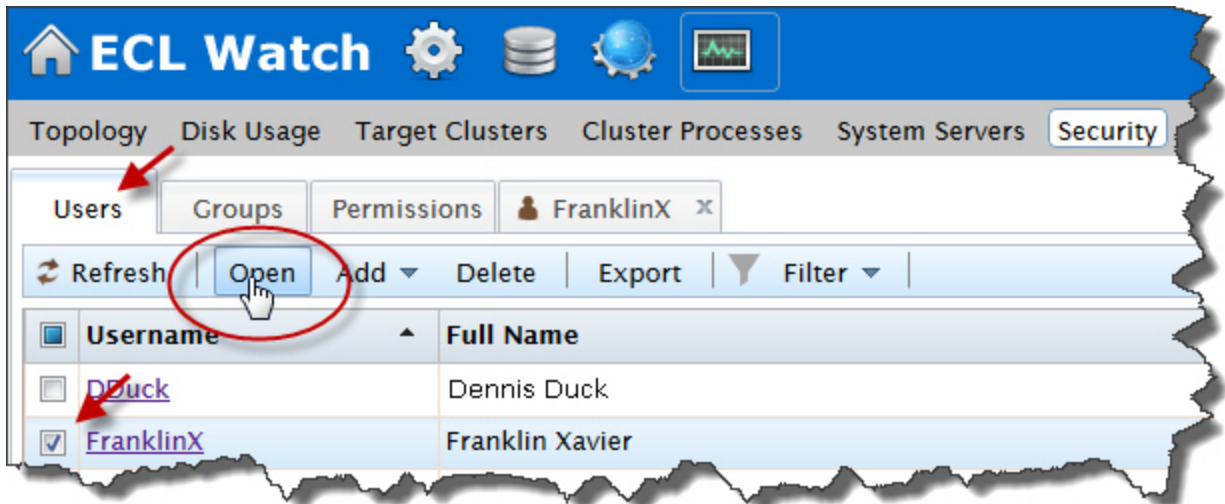 ECL Watch
Topology Disk Usage Target Clusters Cluster Processes System Servers Security
Users Groups Permissions FranklinX x
Refresh Open Add Delete Export Filter
Username Full Name
DDuck Dennis Duck
FranklinX Franklin Xavier